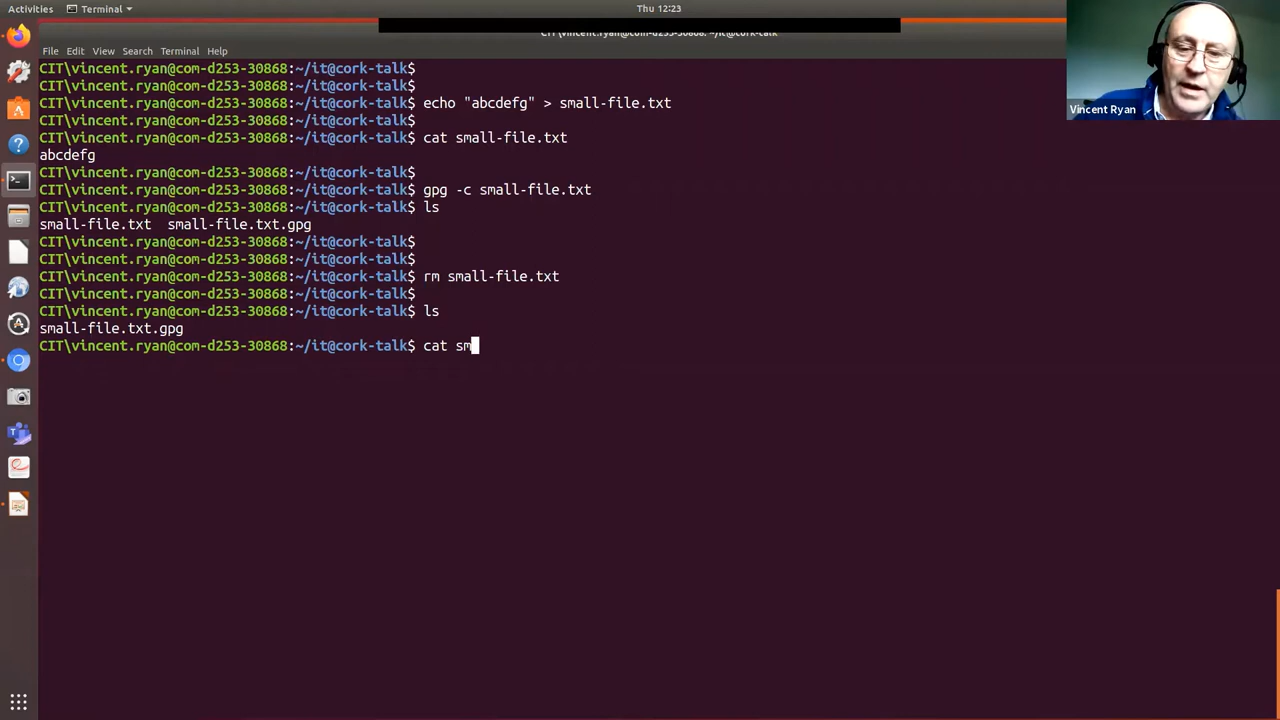 Activities Terminal Thu 12:23
CIT\vincent.ryan@com-d253-30868: ~/it@cork-talk
File Edit View Search Terminal Help
CIT\vincent.ryan@com-d253-30868:~/it@cork-talk$
CIT\vincent.ryan@com-d253-30868:~/it@cork-talk$
CIT\vincent.ryan@com-d253-30868:~/it@cork-talk$ echo "abcdefg" > small-file.txt
CIT\vincent.ryan@com-d253-30868:~/it@cork-talk$
CIT\vincent.ryan@com-d253-30868:~/it@cork-talk$ cat small-file.txt
abcdefg
CIT\vincent.ryan@com-d253-30868:~/it@cork-talk$
CIT\vincent.ryan@com-d253-30868:~/it@cork-talk$ gpg -c small-file.txt
CIT\vincent.ryan@com-d253-30868:~/it@cork-talk$ ls
small-file.txt  small-file.txt.gpg
CIT\vincent.ryan@com-d253-30868:~/it@cork-talk$
CIT\vincent.ryan@com-d253-30868:~/it@cork-talk$
CIT\vincent.ryan@com-d253-30868:~/it@cork-talk$ rm small-file.txt
CIT\vincent.ryan@com-d253-30868:~/it@cork-talk$
CIT\vincent.ryan@com-d253-30868:~/it@cork-talk$ ls
small-file.txt.gpg
CIT\vincent.ryan@com-d253-30868:~/it@cork-talk$ cat sm
Vincent Ryan